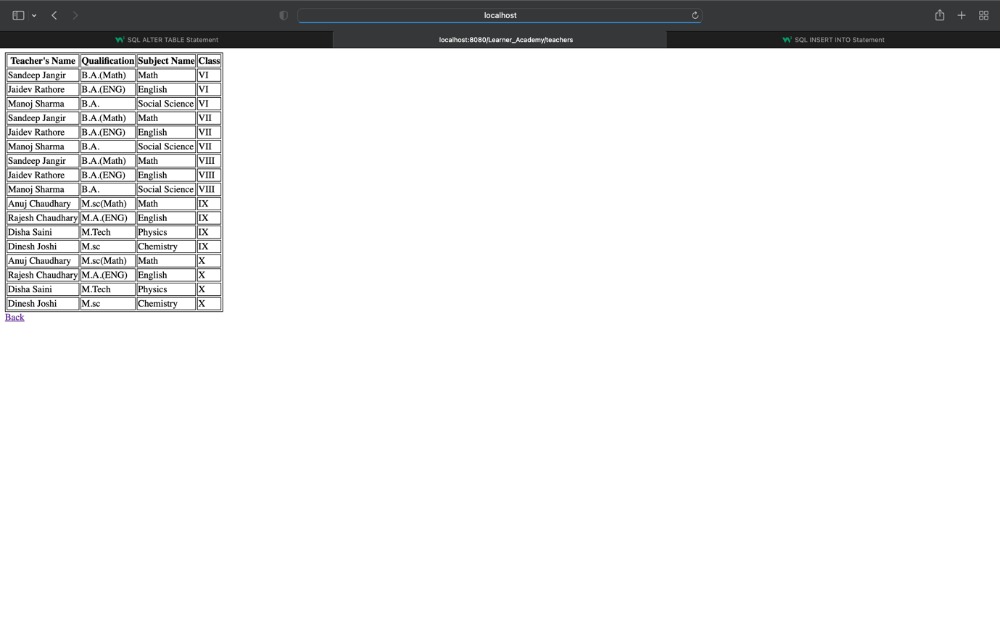 localhost
SQL ALTER TABLE Statement
localhost:8080/Learner_Academy/teachers
SQL INSERT INTO Statement
Teacher's Name Qualification Subject Name Class
Sandeep Jangir B.A.(Math) Math VI
Jaidev Rathore B.A.(ENG) English VI
Manoj Sharma B.A. Social Science VI
Sandeep Jangir B.A.(Math) Math VII
Jaidev Rathore B.A.(ENG) English VII
Manoj Sharma B.A. Social Science VII
Sandeep Jangir B.A.(Math) Math VIII
Jaidev Rathore B.A.(ENG) English VIII
Manoj Sharma B.A. Social Science VIII
Anuj Chaudhary M.sc(Math) Math IX
Rajesh Chaudhary M.A.(ENG) English IX
Disha Saini M.Tech Physics IX
Dinesh Joshi M.sc Chemistry IX
Anuj Chaudhary M.sc(Math) Math X
Rajesh Chaudhary M.A.(ENG) English X
Disha Saini M.Tech Physics X
Dinesh Joshi M.sc Chemistry X
Back